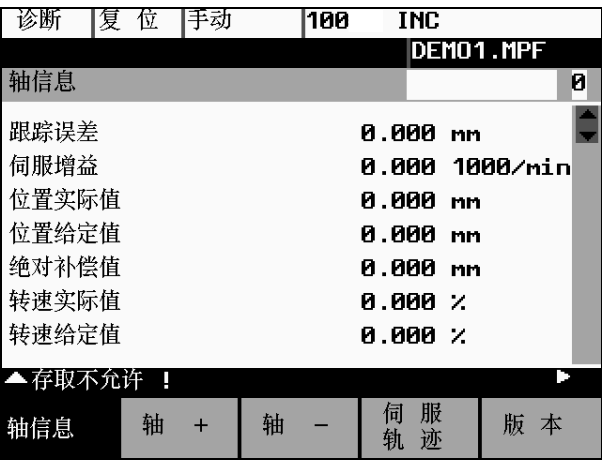 诊断 复 位 手动 100 INC
DEMO1.MPF
轴信息 0
跟踪误差 0.000 mm
伺服增益 0.000 1000/min
位置实际值 0.000 mm
位置给定值 0.000 mm
绝对补偿值 0.000 mm
转速实际值 0.000 %
转速给定值 0.000 %
存取不允许 !
轴信息 轴 + 轴 - 伺 服 版 本
轨 迹